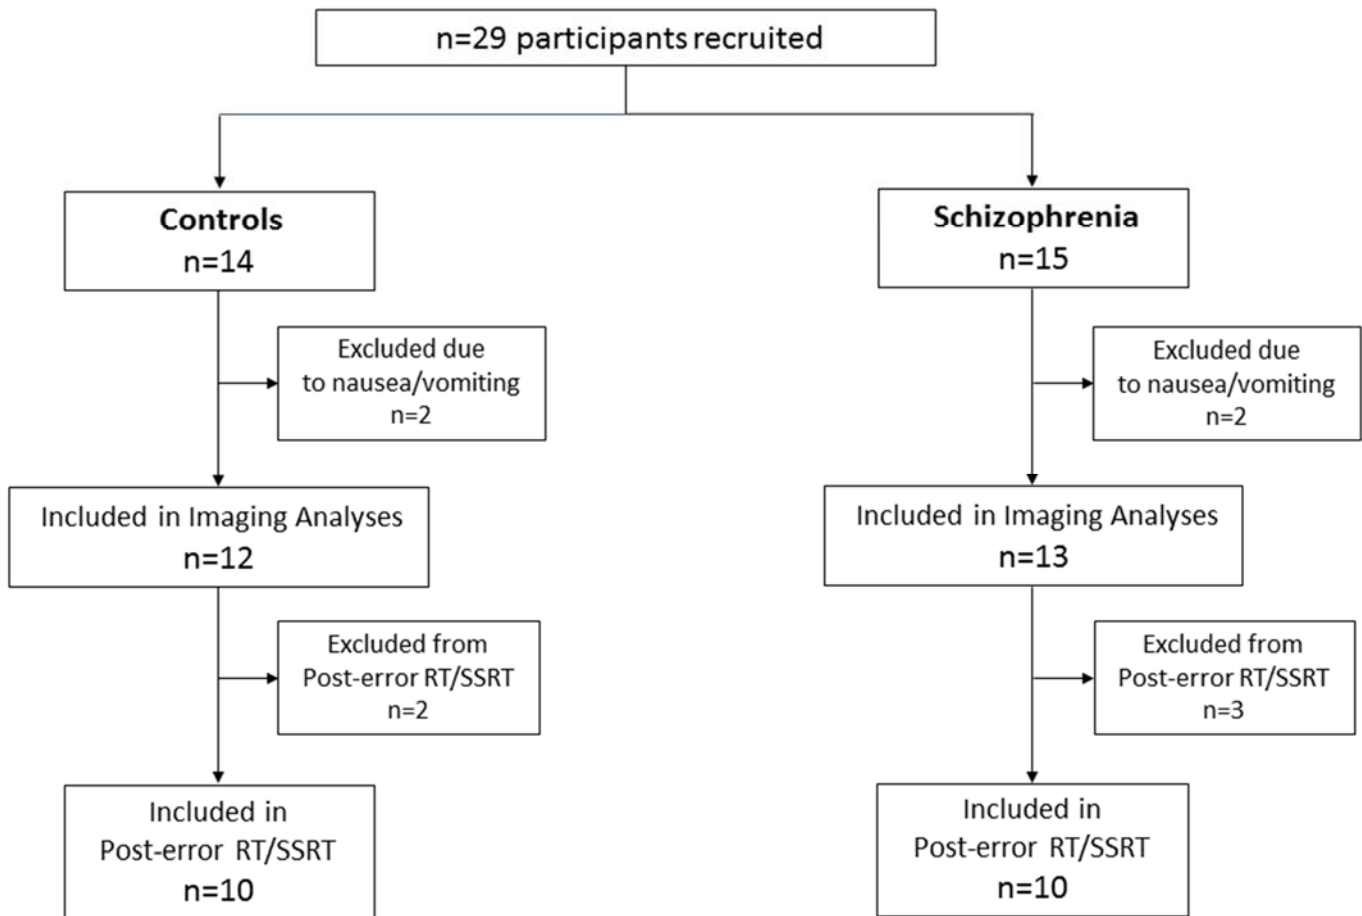 n=29 participants recruited
Controls
n=14
Schizophrenia
n=15
Excluded due
to nausea/vomiting
n=2
Excluded due
to nausea/vomiting
n=2
Included in Imaging Analyses
n=12
Included in Imaging Analyses
n=13
Excluded from
Post-error RT/SSRT
n=2
Excluded from
Post-error RT/SSRT
n=3
Included in
Post-error RT/SSRT
n=10
Included in
Post-error RT/SSRT
n=10